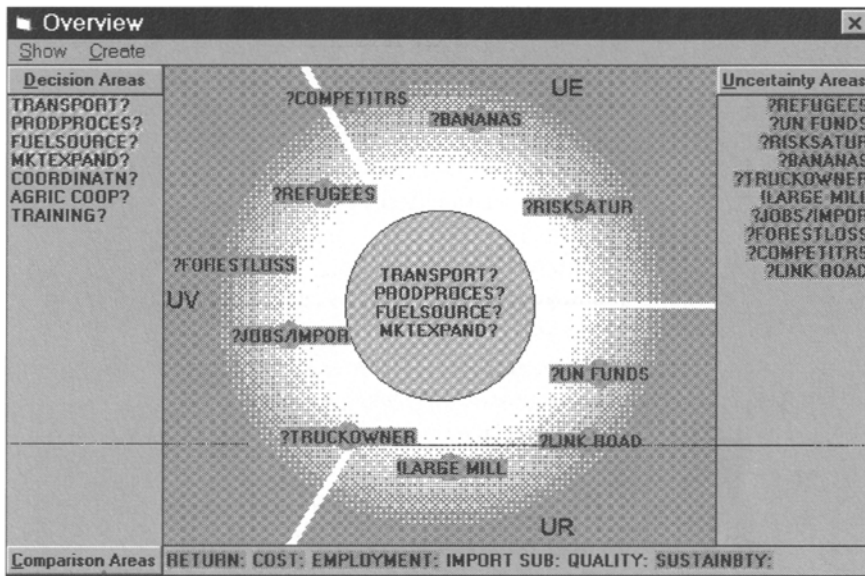 Overview
Show Create
Decision Areas
TRANSPORT?
PRODPROCES?
FUELSOURCE?
MKTEXPAND?
COORDINATN?
AGRIC COOP?
TRAINING?
UE
?COMPETITRS
?BANANAS
?REFUGEES
?RISKSATUR
?FORESTLOSS
UV
TRANSPORT?
PRODPROCES?
FUELSOURCE?
MKTEXPAND?
?JOBS/IMPOR
?UN FUNDS
?TRUCKOWNER
?LINK ROAD
!LARGE MILL
UR
Uncertainty Areas
?REFUGEES
?UN FUNDS
?RISKSATUR
?BANANAS
?TRUCKOWNER
!LARGE MILL
?JOBS/IMPOR
?FORESTLOSS
?COMPETITRS
?LINK ROAD
Comparison Areas RETURN: COST: EMPLOYMENT: IMPORT SUB: QUALITY: SUSTAINBTY: